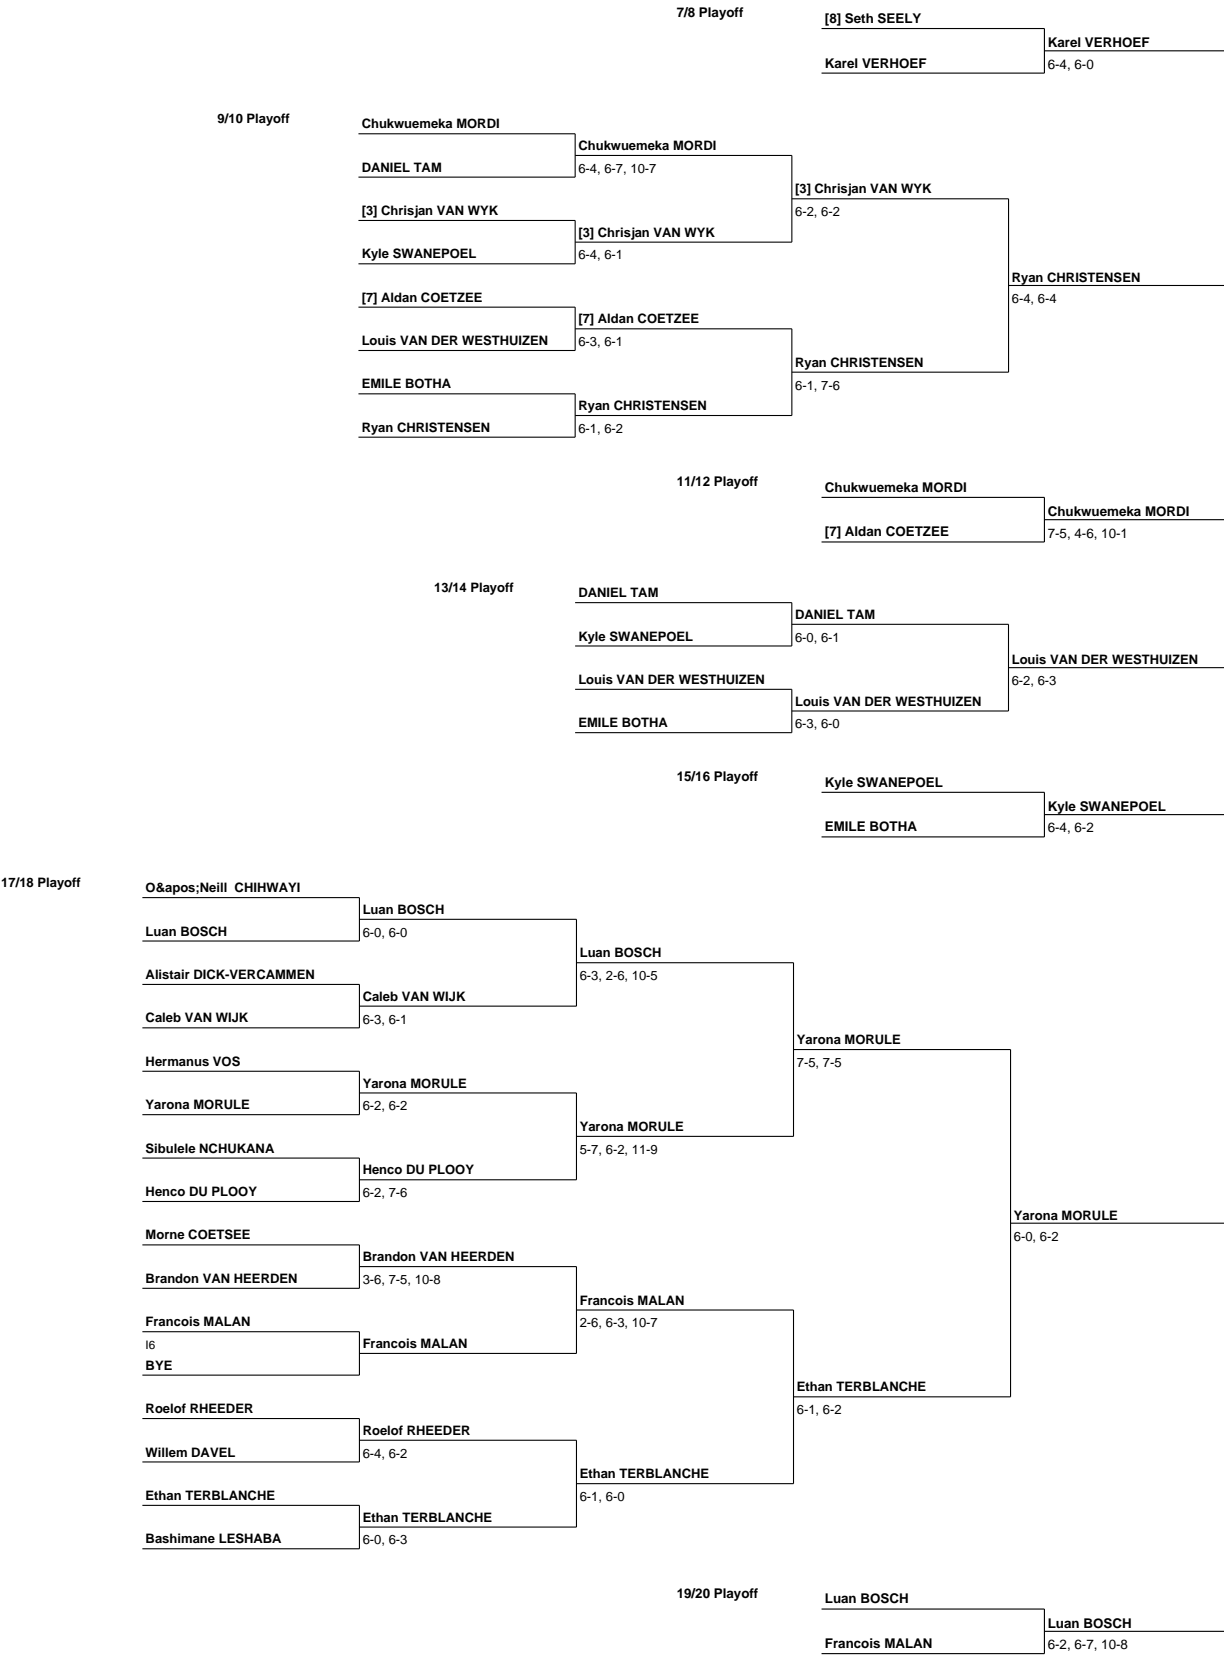 7/8 Playoff
[8] Seth SEELY
Karel VERHOEF
Karel VERHOEF
6-4, 6-0
9/10 Playoff
Chukwuemeka MORDI
Chukwuemeka MORDI
DANIEL TAM
6-4, 6-7, 10-7
[3] Chrisjan VAN WYK
[3] Chrisjan VAN WYK
6-2, 6-2
[3] Chrisjan VAN WYK
Kyle SWANEPOEL
6-4, 6-1
Ryan CHRISTENSEN
[7] Aldan COETZEE
6-4, 6-4
[7] Aldan COETZEE
Louis VAN DER WESTHUIZEN
6-3, 6-1
Ryan CHRISTENSEN
EMILE BOTHA
6-1, 7-6
Ryan CHRISTENSEN
Ryan CHRISTENSEN
6-1, 6-2
11/12 Playoff
Chukwuemeka MORDI
Chukwuemeka MORDI
[7] Aldan COETZEE
7-5, 4-6, 10-1
13/14 Playoff
DANIEL TAM
DANIEL TAM
Kyle SWANEPOEL
6-0, 6-1
Louis VAN DER WESTHUIZEN
Louis VAN DER WESTHUIZEN
6-2, 6-3
Louis VAN DER WESTHUIZEN
EMILE BOTHA
6-3, 6-0
15/16 Playoff
Kyle SWANEPOEL
Kyle SWANEPOEL
EMILE BOTHA
6-4, 6-2
17/18 Playoff
O&apos;Neill  CHIHWAYI
Luan BOSCH
Luan BOSCH
6-0, 6-0
Luan BOSCH
Alistair DICK-VERCAMMEN
6-3, 2-6, 10-5
Caleb VAN WIJK
Caleb VAN WIJK
6-3, 6-1
Yarona MORULE
Hermanus VOS
7-5, 7-5
Yarona MORULE
Yarona MORULE
6-2, 6-2
Yarona MORULE
Sibulele NCHUKANA
5-7, 6-2, 11-9
Henco DU PLOOY
Henco DU PLOOY
6-2, 7-6
Yarona MORULE
Morne COETSEE
6-0, 6-2
Brandon VAN HEERDEN
Brandon VAN HEERDEN
3-6, 7-5, 10-8
Francois MALAN
Francois MALAN
2-6, 6-3, 10-7
I6
Francois MALAN
BYE
Ethan TERBLANCHE
Roelof RHEEDER
6-1, 6-2
Roelof RHEEDER
Willem DAVEL
6-4, 6-2
Ethan TERBLANCHE
Ethan TERBLANCHE
6-1, 6-0
Ethan TERBLANCHE
Bashimane LESHABA
6-0, 6-3
19/20 Playoff
Luan BOSCH
Luan BOSCH
Francois MALAN
6-2, 6-7, 10-8